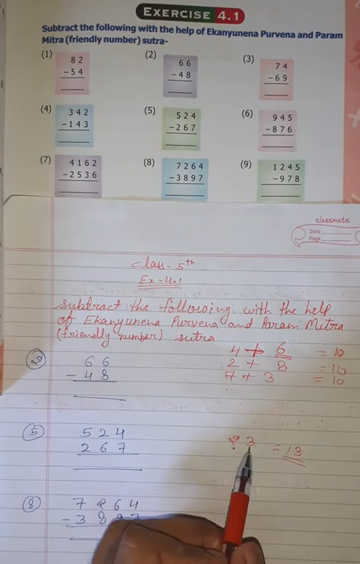 EXERCISE 4.1
Subtract the following with the help of Ekanyunena Purvena and Param
Mitra (friendly number) sutra-
(1) 82 (2) 66 (3) 74
-54 -48 -69
(4) 342 (5) 524 (6) 945
-143 -267 -876
(7) 4162 (8) 7264 (9) 1245
-2536 -3897 -978
classmate
Date
Page
Class-5th
Ex-4.1
Subtract the following with the help
of Ekanyunena Purvena and Param Mitra
(friendly number) sutra
66
-48
4 + 6 = 10
2 + 8 = 10
7 + 3 = 10
5 524
267
3 = 13
8 7264
-38